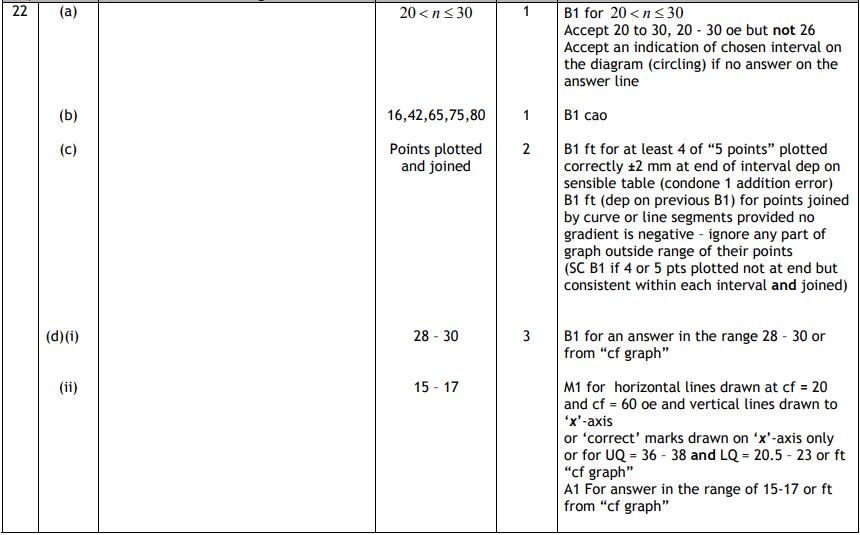 22 (a) 20 < n ≤ 30 1 B1 for 20 < n ≤ 30
Accept 20 to 30, 20 - 30 oe but not 26
Accept an indication of chosen interval on
the diagram (circling) if no answer on the
answer line
(b) 16,42,65,75,80 1 B1 cao
(c) Points plotted 2 B1 ft for at least 4 of “5 points” plotted
and joined correctly ±2 mm at end of interval dep on
sensible table (condone 1 addition error)
B1 ft (dep on previous B1) for points joined
by curve or line segments provided no
gradient is negative – ignore any part of
graph outside range of their points
(SC B1 if 4 or 5 pts plotted not at end but
consistent within each interval and joined)
(d)(i) 28 – 30 3 B1 for an answer in the range 28 – 30 or
from “cf graph”
(ii) 15 – 17 M1 for horizontal lines drawn at cf = 20
and cf = 60 oe and vertical lines drawn to
‘x’-axis
or ‘correct’ marks drawn on ‘x’-axis only
or for UQ = 36 – 38 and LQ = 20.5 – 23 or ft
“cf graph”
A1 For answer in the range of 15-17 or ft
from “cf graph”